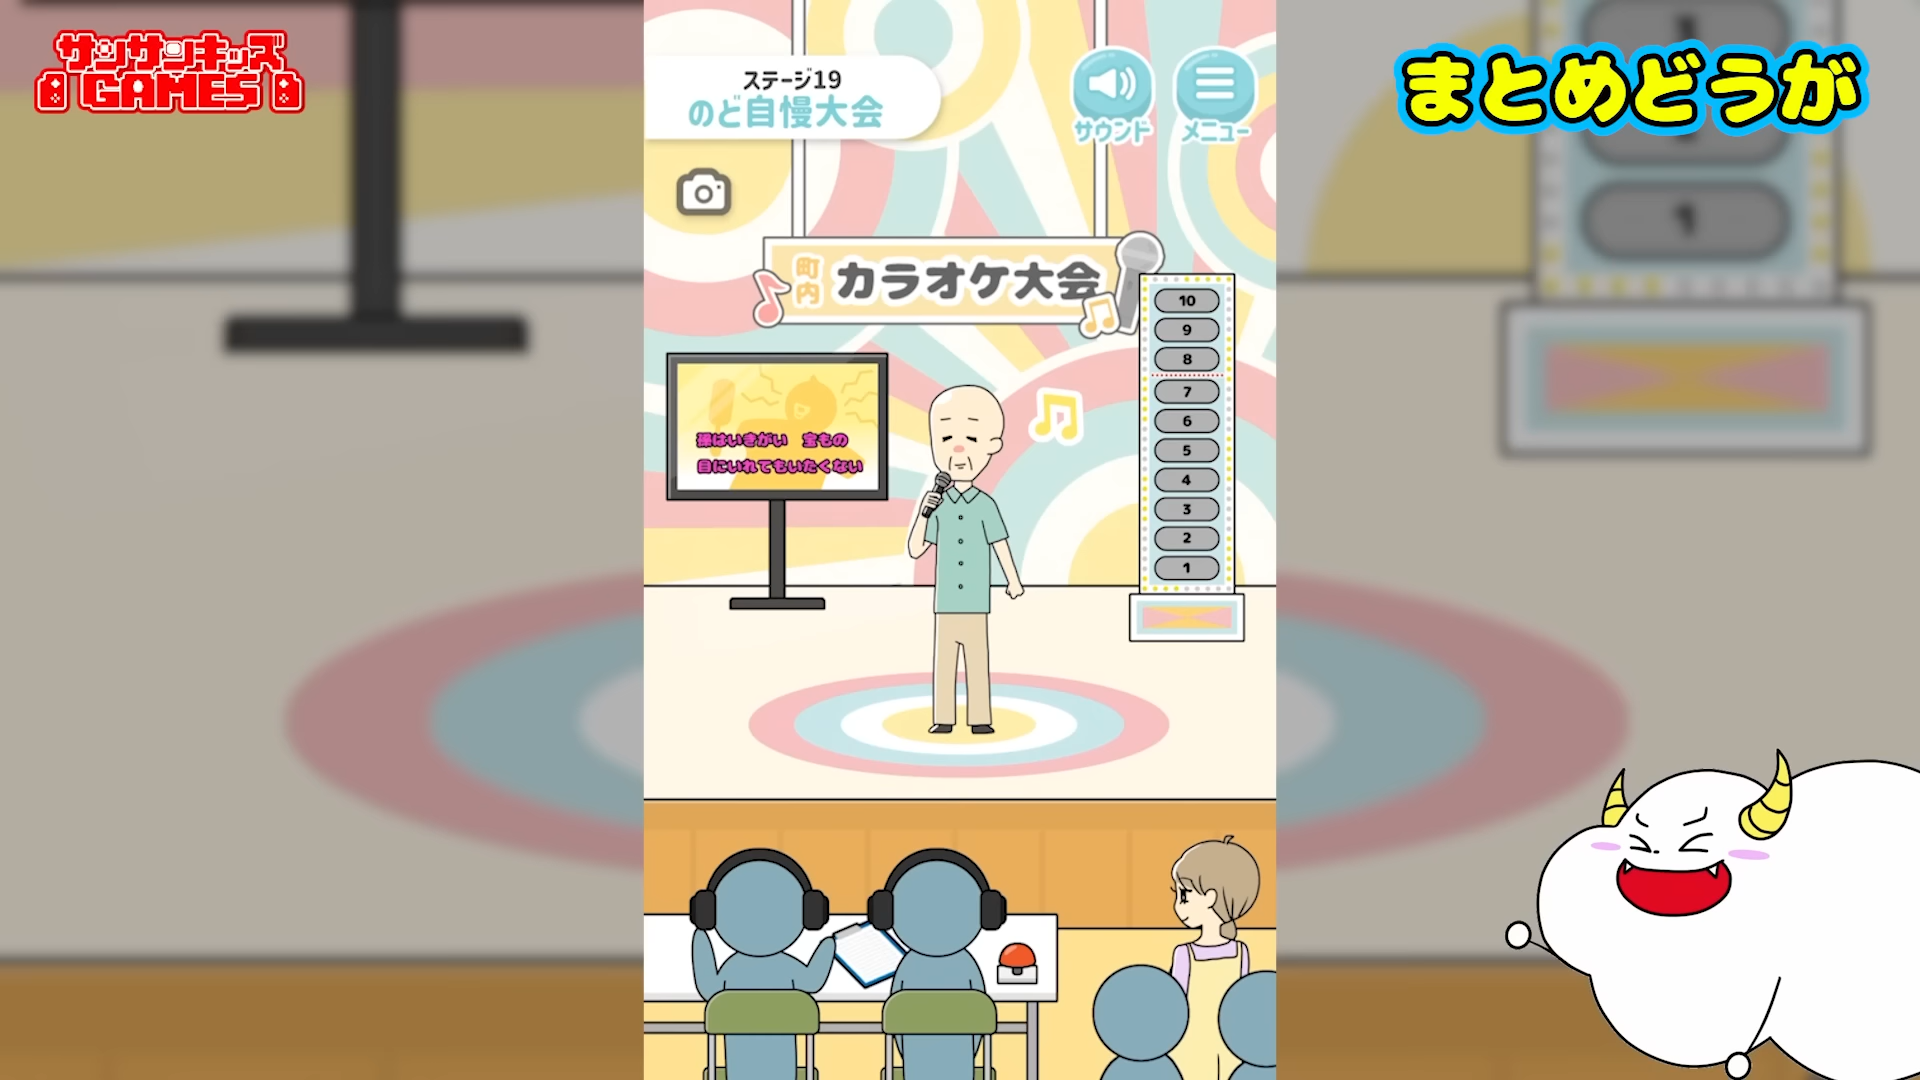 サンサンキッズ
GAMES
まとめどうが
ステージ19
のど自慢大会
サウンド
メニュー
町内
カラオケ大会
孫はいきがい 宝もの
目にいれてもいたくない
10
9
8
7
6
5
4
3
2
1
1